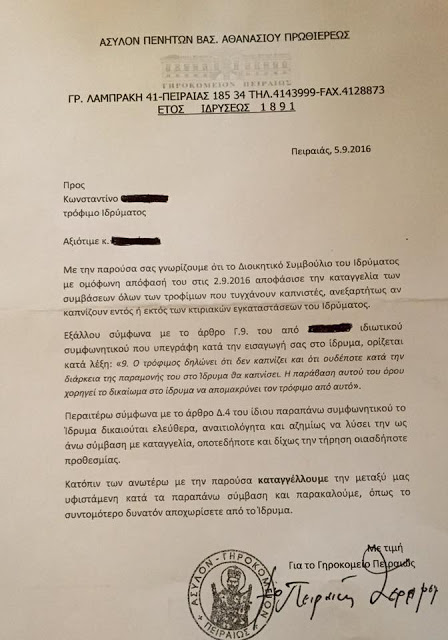 ΑΣΥΛΟΝ ΠΕΝΗΤΩΝ ΒΑΣ. ΑΘΑΝΑΣΙΟΥ ΠΡΩΘΙΕΡΕΩΣ
ΓΗΡΟΚΟΜΕΙΟΝ ΠΕΙΡΑΙΩΣ
ΓΡ. ΛΑΜΠΡΑΚΗ 41-ΠΕΙΡΑΙΑΣ 185 34 ΤΗΛ.4143999-FAX.4128873
ΕΤΟΣ ΙΔΡΥΣΕΩΣ 1891
Πειραιάς, 5.9.2016
Προς
Κωνσταντίνο
τρόφιμο Ιδρύματος
Αξιότιμε κ.
Με την παρούσα σας γνωρίζουμε ότι το Διοικητικό Συμβούλιο του Ιδρύματος
με ομόφωνη απόφασή του στις 2.9.2016 αποφάσισε την καταγγελία των
συμβάσεων όλων των τροφίμων που τυγχάνουν καπνιστές, ανεξαρτήτως αν
καπνίζουν εντός ή εκτός των κτιριακών εγκαταστάσεων του Ιδρύματος.
Εξάλλου σύμφωνα με το άρθρο Γ.9. του από ιδιωτικού
συμφωνητικού που υπεγράφη κατά την εισαγωγή σας στο ίδρυμα, ορίζεται
κατά λέξη: «9. Ο τρόφιμος δηλώνει ότι δεν καπνίζει και ότι ουδέποτε κατά την
διάρκεια της παραμονής του στο Ίδρυμα θα καπνίσει. Η παράβαση αυτού του όρου
χορηγεί το δικαίωμα στο ίδρυμα να απομακρύνει τον τρόφιμο από αυτό».
Περαιτέρω σύμφωνα με το άρθρο Δ.4 του ίδιου παραπάνω συμφωνητικού το
Ίδρυμα δικαιούται ελεύθερα, αναιτιολόγητα και αζημίως να λύσει την ως
άνω σύμβαση με καταγγελία, οποτεδήποτε και δίχως την τήρηση οιασδήποτε
προθεσμίας.
Κατόπιν των ανωτέρω με την παρούσα καταγγέλλουμε την μεταξύ μας
υφιστάμενη κατά τα παραπάνω σύμβαση και παρακαλούμε, όπως το
συντομότερο δυνατόν αποχωρίσετε από το Ίδρυμα.
Με τιμή
Για το Γηροκομείο Πειραιώς
ΑΣΥΛΟΝ-ΓΗΡΟΚΟΜΕΙΟΝ
ΠΕΙΡΑΙΩΣ